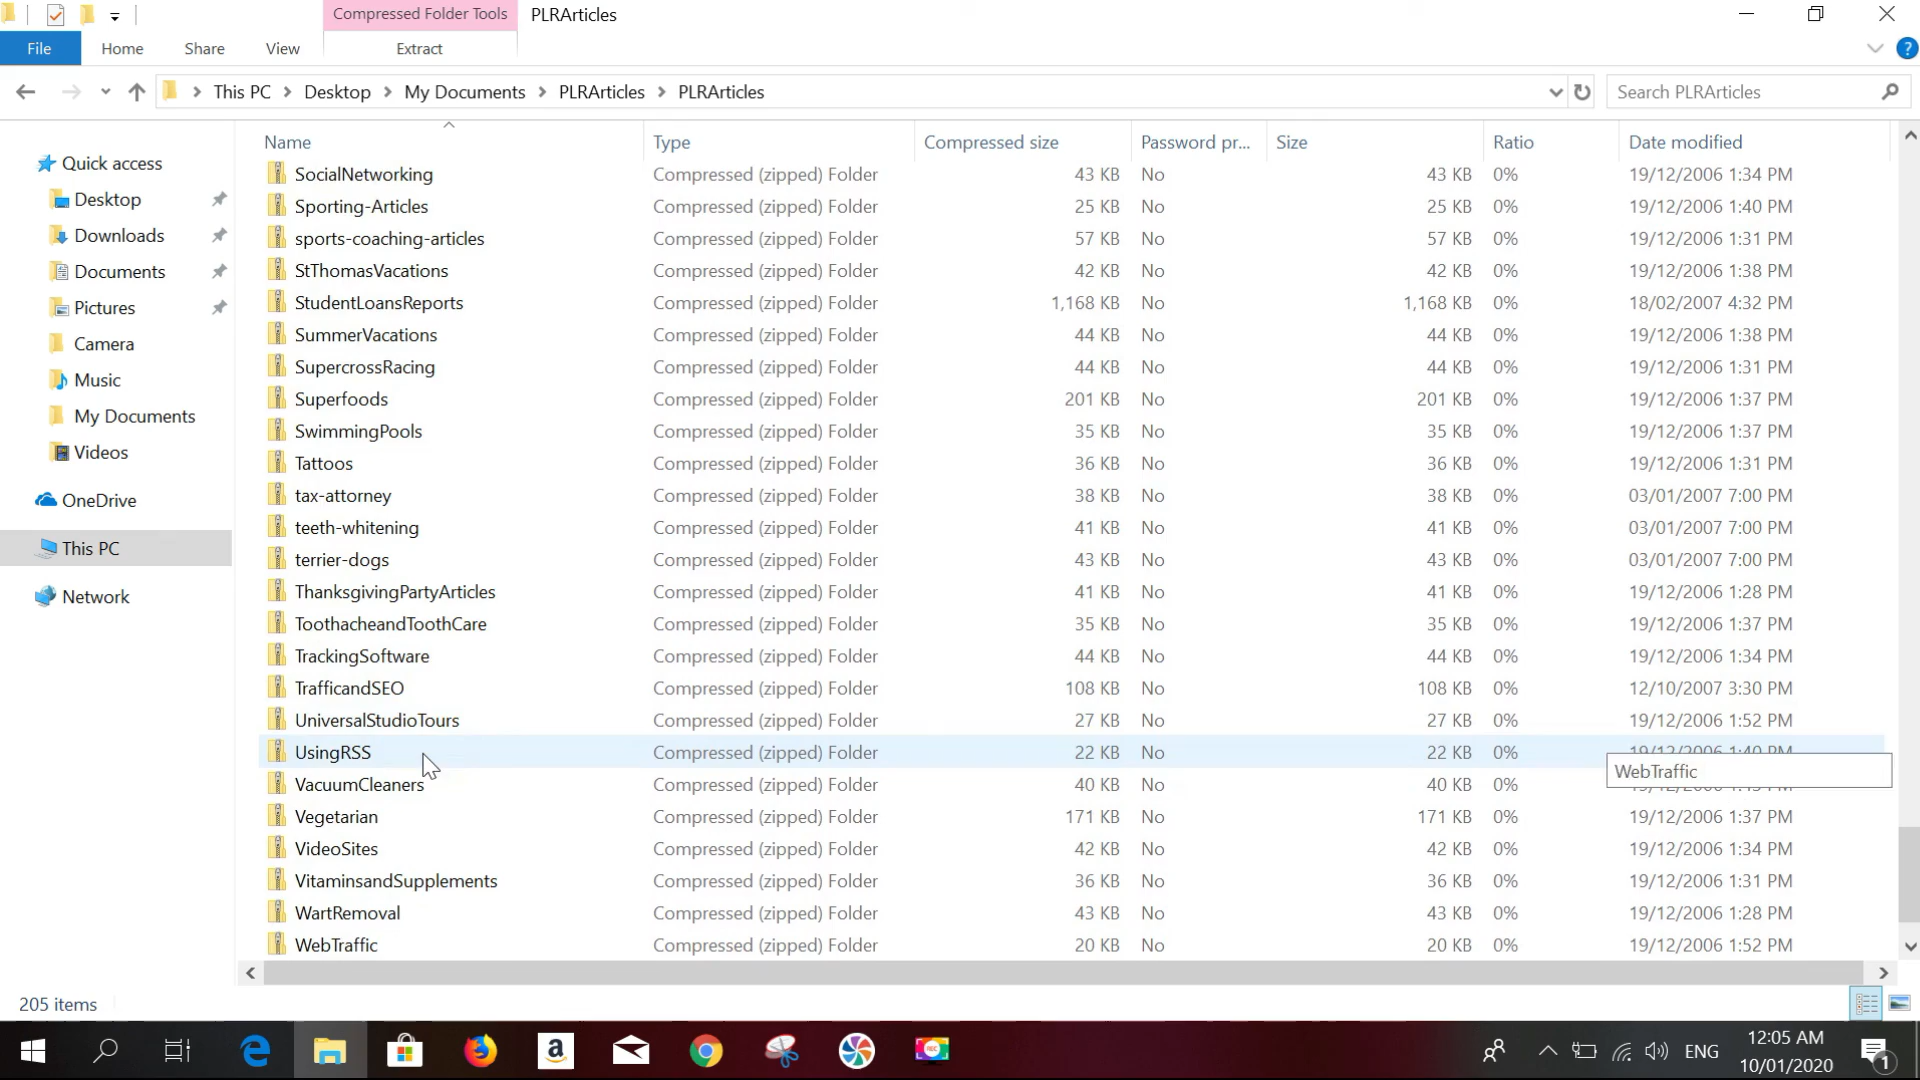 Compressed Folder Tools PLRArticles
File Home Share View Extract
This PC Desktop My Documents PLRArticles PLRArticles Search PLRArticles
Name Type Compressed size Password pr... Size Ratio Date modified
Quick access
Desktop
Downloads
Documents
Pictures
Camera
Music
My Documents
Videos
OneDrive
This PC
Network
SocialNetworking Compressed (zipped) Folder 43 KB No 43 KB 0% 19/12/2006 1:34 PM
Sporting-Articles Compressed (zipped) Folder 25 KB No 25 KB 0% 19/12/2006 1:40 PM
sports-coaching-articles Compressed (zipped) Folder 57 KB No 57 KB 0% 19/12/2006 1:31 PM
StThomasVacations Compressed (zipped) Folder 42 KB No 42 KB 0% 19/12/2006 1:38 PM
StudentLoansReports Compressed (zipped) Folder 1,168 KB No 1,168 KB 0% 18/02/2007 4:32 PM
SummerVacations Compressed (zipped) Folder 44 KB No 44 KB 0% 19/12/2006 1:38 PM
SupercrossRacing Compressed (zipped) Folder 44 KB No 44 KB 0% 19/12/2006 1:31 PM
Superfoods Compressed (zipped) Folder 201 KB No 201 KB 0% 19/12/2006 1:37 PM
SwimmingPools Compressed (zipped) Folder 35 KB No 35 KB 0% 19/12/2006 1:37 PM
Tattoos Compressed (zipped) Folder 36 KB No 36 KB 0% 19/12/2006 1:31 PM
tax-attorney Compressed (zipped) Folder 38 KB No 38 KB 0% 03/01/2007 7:00 PM
teeth-whitening Compressed (zipped) Folder 41 KB No 41 KB 0% 03/01/2007 7:00 PM
terrier-dogs Compressed (zipped) Folder 43 KB No 43 KB 0% 03/01/2007 7:00 PM
ThanksgivingPartyArticles Compressed (zipped) Folder 41 KB No 41 KB 0% 19/12/2006 1:28 PM
ToothacheandToothCare Compressed (zipped) Folder 35 KB No 35 KB 0% 19/12/2006 1:37 PM
TrackingSoftware Compressed (zipped) Folder 44 KB No 44 KB 0% 19/12/2006 1:34 PM
TrafficandSEO Compressed (zipped) Folder 108 KB No 108 KB 0% 12/10/2007 3:30 PM
UniversalStudioTours Compressed (zipped) Folder 27 KB No 27 KB 0% 19/12/2006 1:52 PM
UsingRSS Compressed (zipped) Folder 22 KB No 22 KB 0% 19/12/2006 1:40 PM
WebTraffic
VacuumCleaners Compressed (zipped) Folder 40 KB No 40 KB 0%
Vegetarian Compressed (zipped) Folder 171 KB No 171 KB 0% 19/12/2006 1:37 PM
VideoSites Compressed (zipped) Folder 42 KB No 42 KB 0% 19/12/2006 1:34 PM
VitaminsandSupplements Compressed (zipped) Folder 36 KB No 36 KB 0% 19/12/2006 1:31 PM
WartRemoval Compressed (zipped) Folder 43 KB No 43 KB 0% 19/12/2006 1:28 PM
WebTraffic Compressed (zipped) Folder 20 KB No 20 KB 0% 19/12/2006 1:52 PM
205 items
ENG 12:05 AM
10/01/2020 1